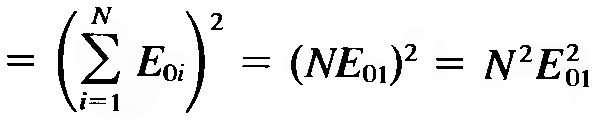 = (∑_{i=1}^{N} E_{0i})² = (NE_{01})² = N²E_{01}²